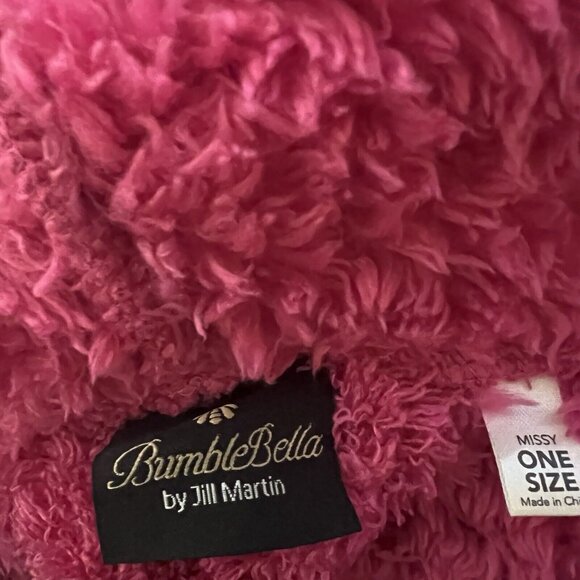 BumbleBella
by Jill Martin
MISSY
ONE
SIZE
Made in Chi